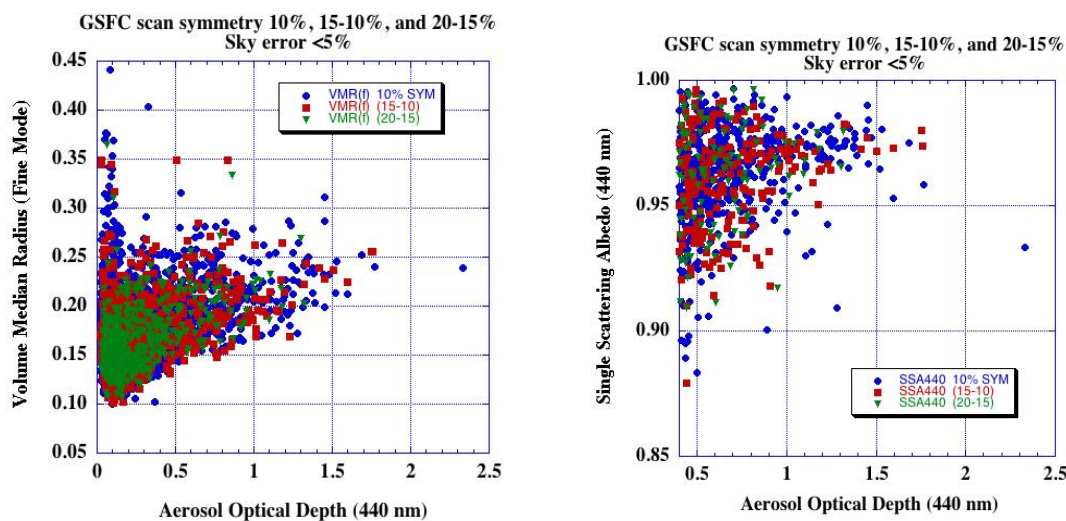 GSFC scan symmetry 10%, 15-10%, and 20-15%
Sky error <5%
Volume Median Radius (Fine Mode)
0.45
0.40
0.35
0.30
0.25
0.20
0.15
0.10
0.05
VMR(f) 10% SYM
VMR(f) (15-10)
VMR(f) (20-15)
0 0.5 1 1.5 2 2.5
Aerosol Optical Depth (440 nm)
GSFC scan symmetry 10%, 15-10%, and 20-15%
Sky error <5%
Single Scattering Albedo (440 nm)
1.00
0.95
0.90
0.85
SSA440 10% SYM
SSA440 (15-10)
SSA440 (20-15)
0.5 1 1.5 2 2.5
Aerosol Optical Depth (440 nm)